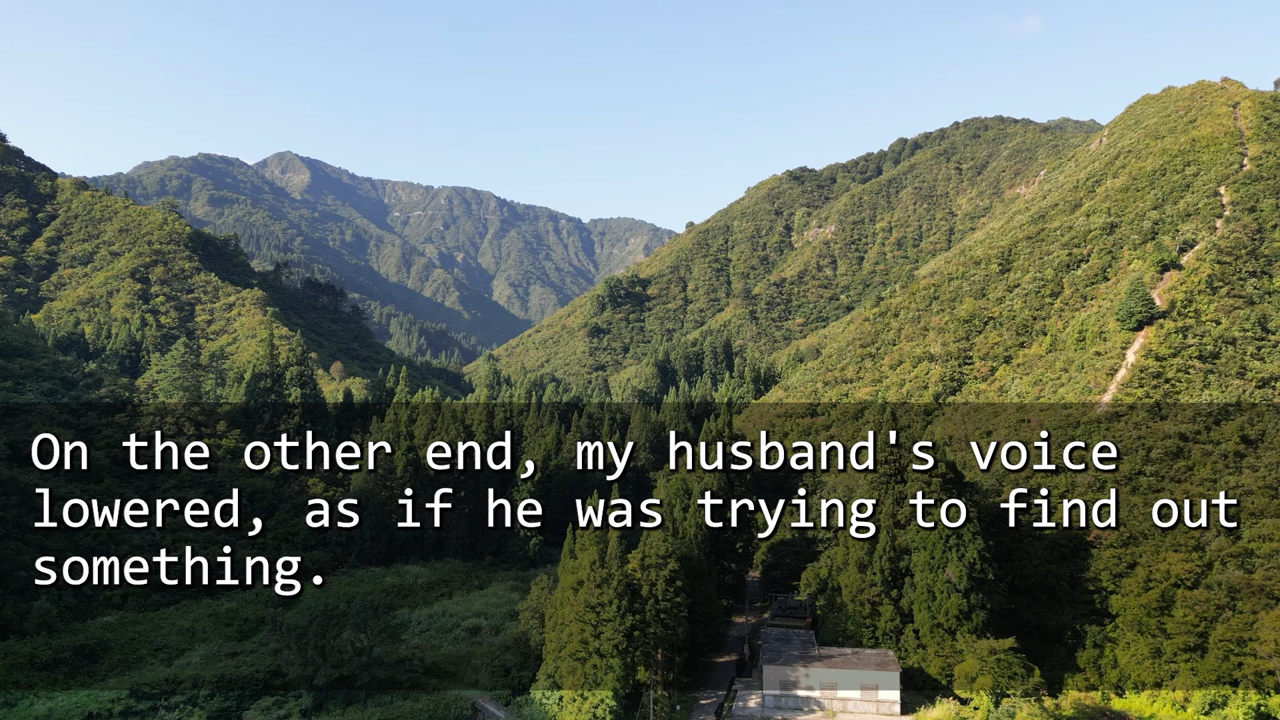 On the other end, my husband's voice
lowered, as if he was trying to find out
something.